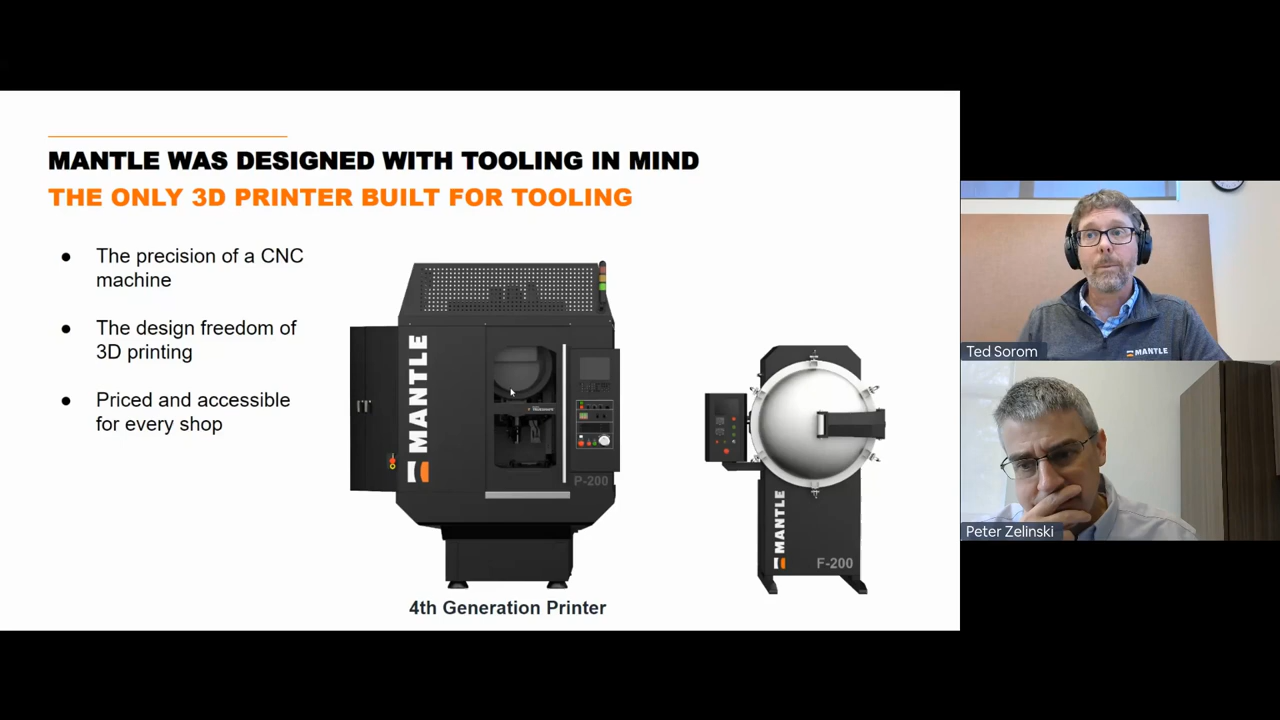 MANTLE WAS DESIGNED WITH TOOLING IN MIND
THE ONLY 3D PRINTER BUILT FOR TOOLING
● The precision of a CNC
machine
● The design freedom of
3D printing
● Priced and accessible
for every shop
MANTLE
P-200
4th Generation Printer
MANTLE
F-200
MANTLE
Ted Sorom
Peter Zelinski